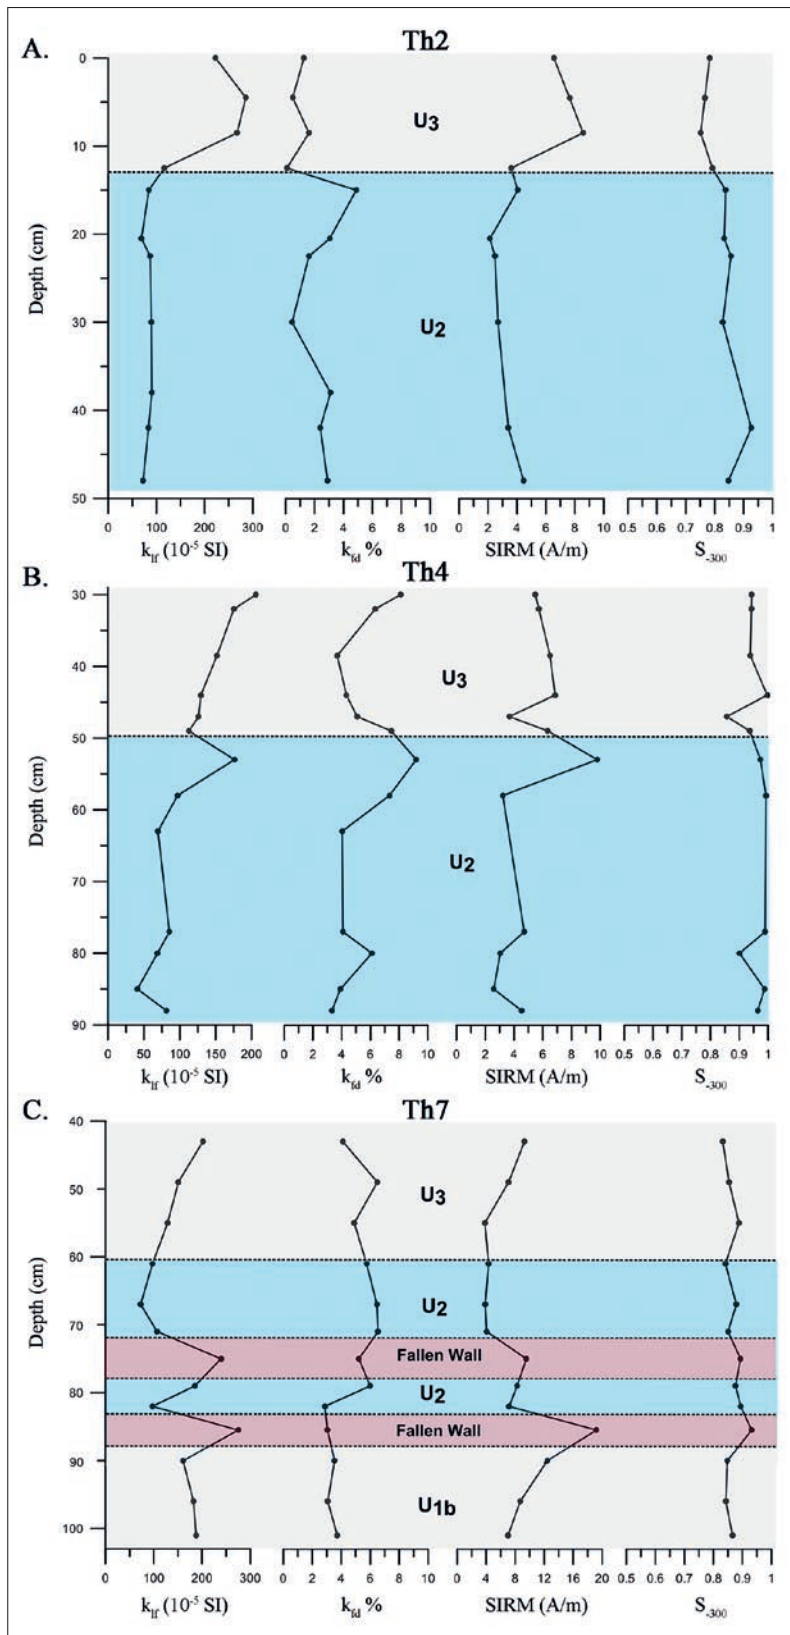 A. Th2
0
10
20
30
40
50
Depth (cm)
U3
U2
0 100 200 300 0 2 4 6 8 10 0 2 4 6 8 10 0.5 0.6 0.7 0.8 0.9 1
klf (10-5 SI) kfd % SIRM (A/m) S-300
B. Th4
30
40
50
60
70
80
90
Depth (cm)
U3
U2
0 50 100 150 200 0 2 4 6 8 10 0 2 4 6 8 10 0.5 0.6 0.7 0.8 0.9 1
klf (10-5 SI) kfd % SIRM (A/m) S-300
C. Th7
40
50
60
70
80
90
100
Depth (cm)
U3
U2
Fallen Wall
U2
Fallen Wall
U1b
0 100 200 300 0 2 4 6 8 10 4 8 12 16 20 0.5 0.6 0.7 0.8 0.9 1
klf (10-5 SI) kfd % SIRM (A/m) S-300